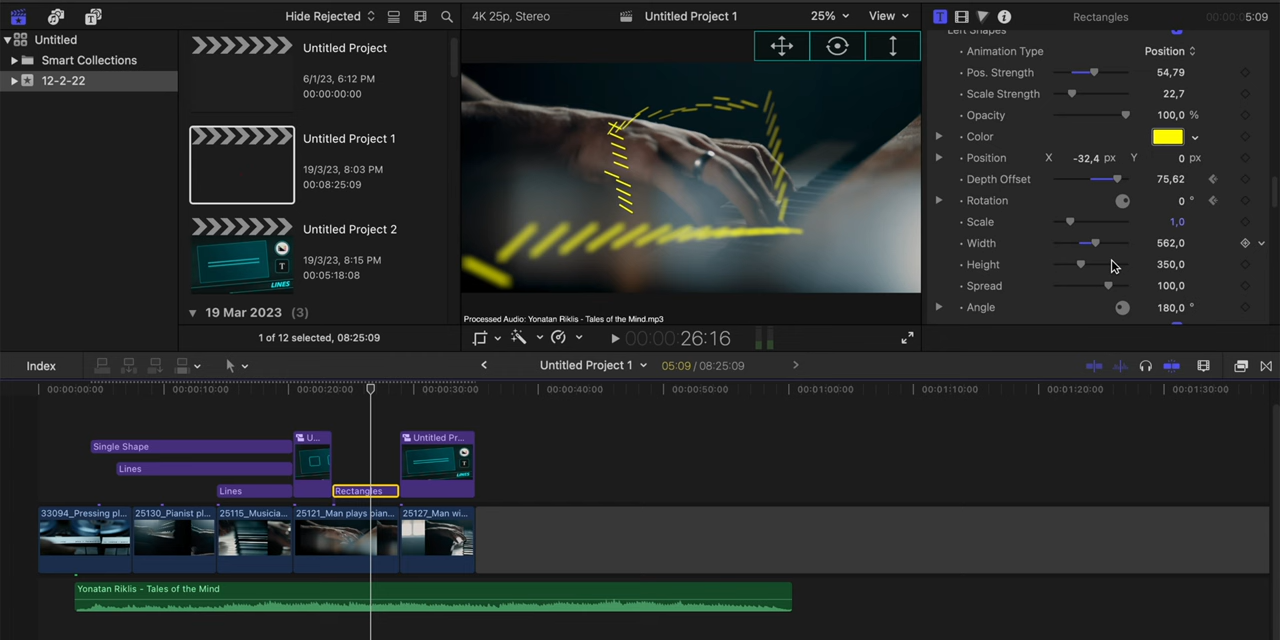 Hide Rejected
4K 25p, Stereo
Untitled Project 1
25%
View
Rectangles
5:09
Untitled
Smart Collections
12-2-22
Untitled Project
6/1/23, 6:12 PM
00:00:00:00
Untitled Project 1
19/3/23, 8:03 PM
00:08:25:09
Untitled Project 2
19/3/23, 8:15 PM
00:05:18:08
LINES
19 Mar 2023 (3)
1 of 12 selected, 08:25:09
Processed Audio: Yonatan Riklis - Tales of the Mind.mp3
00:00:26:16
Left Shapes
Animation Type Position
Pos. Strength 54,79
Scale Strength 22,7
Opacity 100,0 %
Color
Position X -32,4 px Y 0 px
Depth Offset 75,62
Rotation 0 °
Scale 1,0
Width 562,0
Height 350,0
Spread 100,0
Angle 180,0 °
Index
Untitled Project 1
05:09 / 08:25:09
00:00:00:00
00:00:10:00
00:00:20:00
00:00:30:00
00:00:40:00
00:00:50:00
00:01:00:00
00:01:10:00
00:01:20:00
00:01:30:00
U...
Untitled Pr...
Single Shape
Lines
Lines
Rectangles
33094_Pressing pl...
25130_Pianist pl...
25115_Musicia...
25121_Man plays pian...
25127_Man wi...
Yonatan Riklis - Tales of the Mind